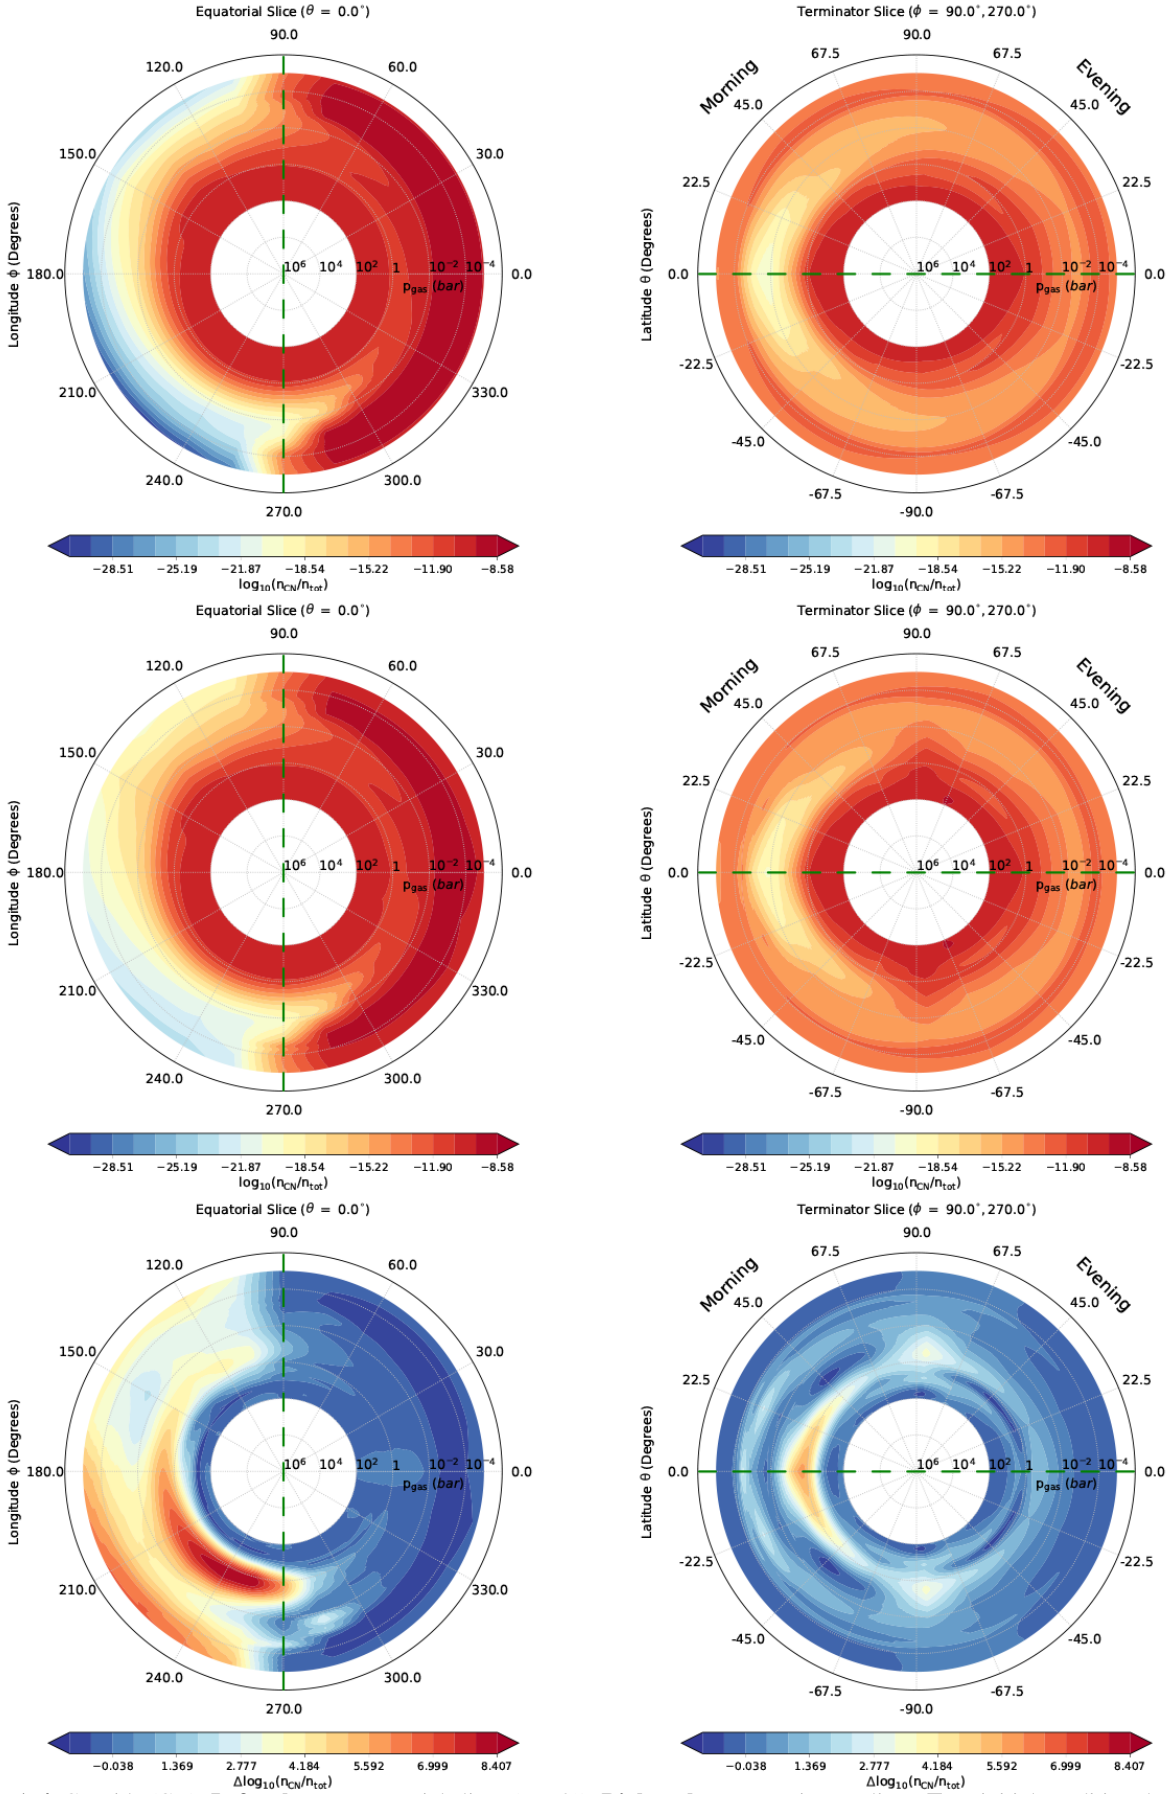 Equatorial Slice (θ = 0.0°)
90.0
120.0
60.0
150.0
30.0
180.0
0.0
210.0
330.0
240.0
300.0
270.0
Longitude ϕ (Degrees)
10⁶ 10⁴ 10² 1 10⁻² 10⁻⁴
p_gas (bar)
−28.51 −25.19 −21.87 −18.54 −15.22 −11.90 −8.58
log₁₀(n_CN/n_tot)
Terminator Slice (ϕ = 90.0°, 270.0°)
90.0
67.5
67.5
Morning
Evening
45.0
45.0
22.5
22.5
0.0
0.0
-22.5
-22.5
-45.0
-45.0
-67.5
-67.5
-90.0
Latitude θ (Degrees)
10⁶ 10⁴ 10² 1 10⁻² 10⁻⁴
p_gas (bar)
−28.51 −25.19 −21.87 −18.54 −15.22 −11.90 −8.58
log₁₀(n_CN/n_tot)
Equatorial Slice (θ = 0.0°)
90.0
120.0
60.0
150.0
30.0
180.0
0.0
210.0
330.0
240.0
300.0
270.0
Longitude ϕ (Degrees)
10⁶ 10⁴ 10² 1 10⁻² 10⁻⁴
p_gas (bar)
−28.51 −25.19 −21.87 −18.54 −15.22 −11.90 −8.58
log₁₀(n_CN/n_tot)
Terminator Slice (ϕ = 90.0°, 270.0°)
90.0
67.5
67.5
Morning
Evening
45.0
45.0
22.5
22.5
0.0
0.0
-22.5
-22.5
-45.0
-45.0
-67.5
-67.5
-90.0
Latitude θ (Degrees)
10⁶ 10⁴ 10² 1 10⁻² 10⁻⁴
p_gas (bar)
−28.51 −25.19 −21.87 −18.54 −15.22 −11.90 −8.58
log₁₀(n_CN/n_tot)
Equatorial Slice (θ = 0.0°)
90.0
120.0
60.0
150.0
30.0
180.0
0.0
210.0
330.0
240.0
300.0
270.0
Longitude ϕ (Degrees)
10⁶ 10⁴ 10² 1 10⁻² 10⁻⁴
p_gas (bar)
−0.038 1.369 2.777 4.184 5.592 6.999 8.407
Δlog₁₀(n_CN/n_tot)
Terminator Slice (ϕ = 90.0°, 270.0°)
90.0
67.5
67.5
Morning
Evening
45.0
45.0
22.5
22.5
0.0
0.0
-22.5
-22.5
-45.0
-45.0
-67.5
-67.5
-90.0
Latitude θ (Degrees)
10⁶ 10⁴ 10² 1 10⁻² 10⁻⁴
p_gas (bar)
−0.038 1.369 2.777 4.184 5.592 6.999 8.407
Δlog₁₀(n_CN/n_tot)